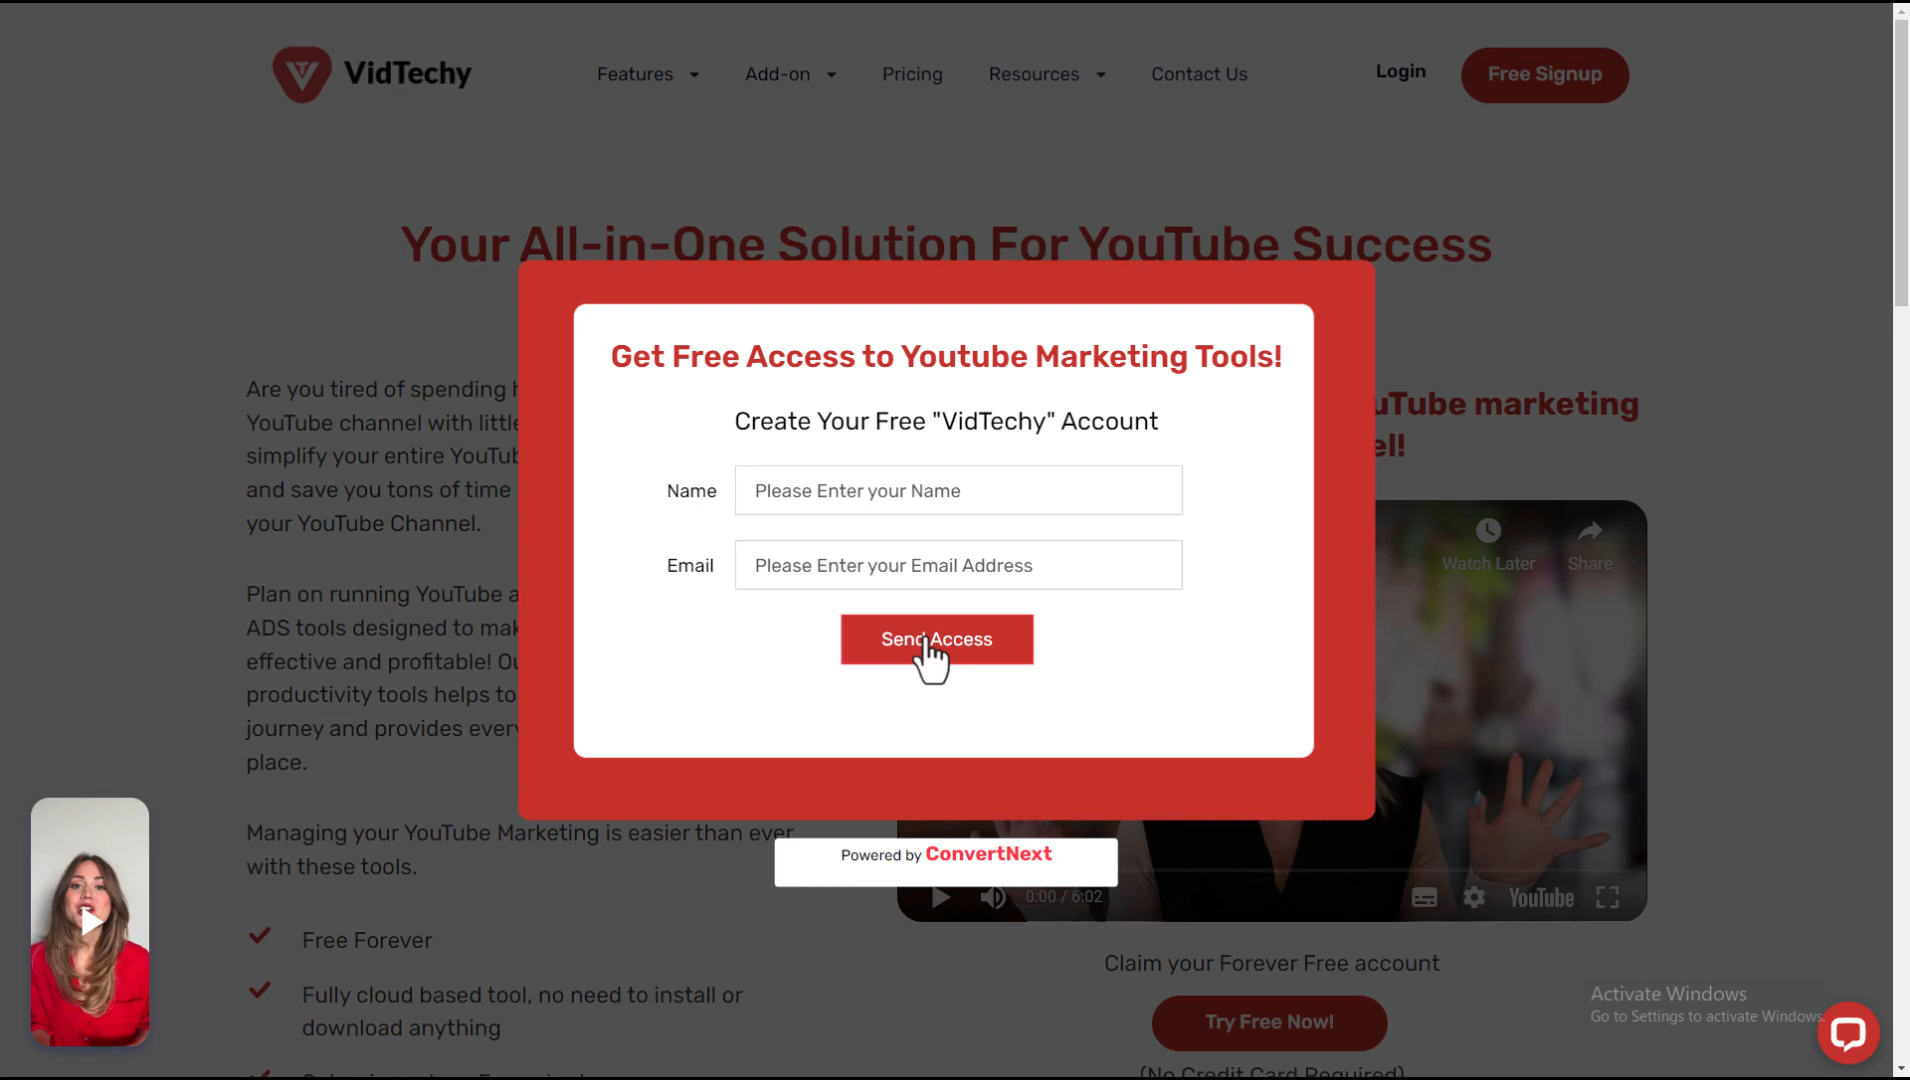 VidTechy
Features
Add-on
Pricing
Resources
Contact Us
Login
Free Signup
Your All-in-One Solution For YouTube Success
Get Free Access to Youtube Marketing Tools!
Create Your Free "VidTechy" Account
Name
Please Enter your Name
Email
Please Enter your Email Address
Send Access
Powered by ConvertNext
Are you tired of spending
YouTube channel with
simplify your entire
and save you tons of time
your YouTube Channel.
Plan on running YouTube
ADS tools designed to
effective and profitable!
productivity tools helps to
journey and provides
place.
Managing your YouTube Marketing is easier than ever
with these tools.
Free Forever
Fully cloud based tool, no need to install or
download anything
uTube marketing
el!
Watch Later
Share
0:00 / 6:02
YouTube
Claim your Forever Free account
Try Free Now!
(No Credit Card Required)
Activate Windows
Go to Settings to activate Windows.